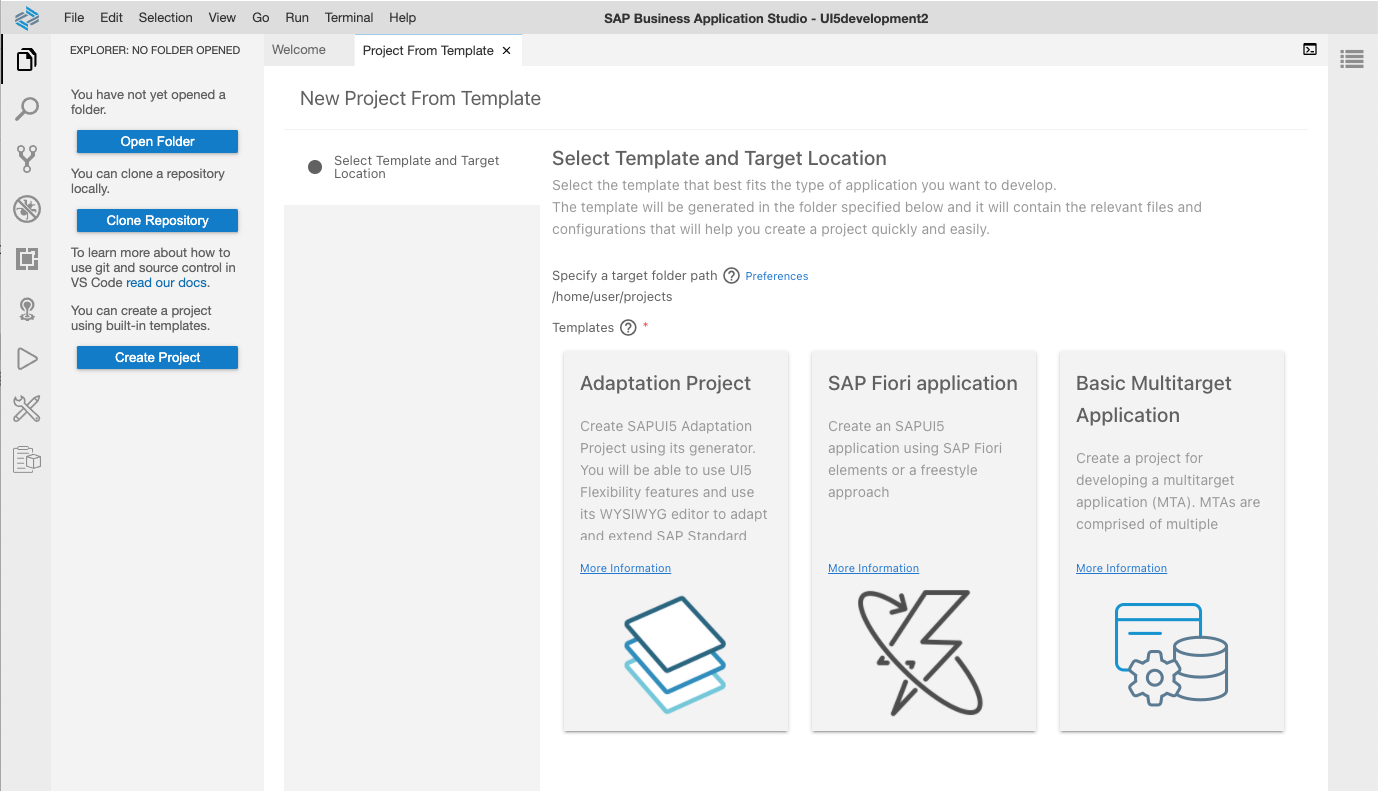 File Edit Selection View Go Run Terminal Help
SAP Business Application Studio - UI5development2
EXPLORER: NO FOLDER OPENED
You have not yet opened a
folder.
Open Folder
You can clone a repository
locally.
Clone Repository
To learn more about how to
use git and source control in
VS Code read our docs.
You can create a project
using built-in templates.
Create Project
Welcome
Project From Template ×
New Project From Template
Select Template and Target
Location
Select Template and Target Location
Select the template that best fits the type of application you want to develop.
The template will be generated in the folder specified below and it will contain the relevant files and
configurations that will help you create a project quickly and easily.
Specify a target folder path ? Preferences
/home/user/projects
Templates ? *
Adaptation Project
Create SAPUI5 Adaptation
Project using its generator.
You will be able to use UI5
Flexibility features and use
its WYSIWYG editor to adapt
and extend SAP Standard
More Information
SAP Fiori application
Create an SAPUI5
application using SAP Fiori
elements or a freestyle
approach
More Information
Basic Multitarget
Application
Create a project for
developing a multitarget
application (MTA). MTAs are
comprised of multiple
More Information